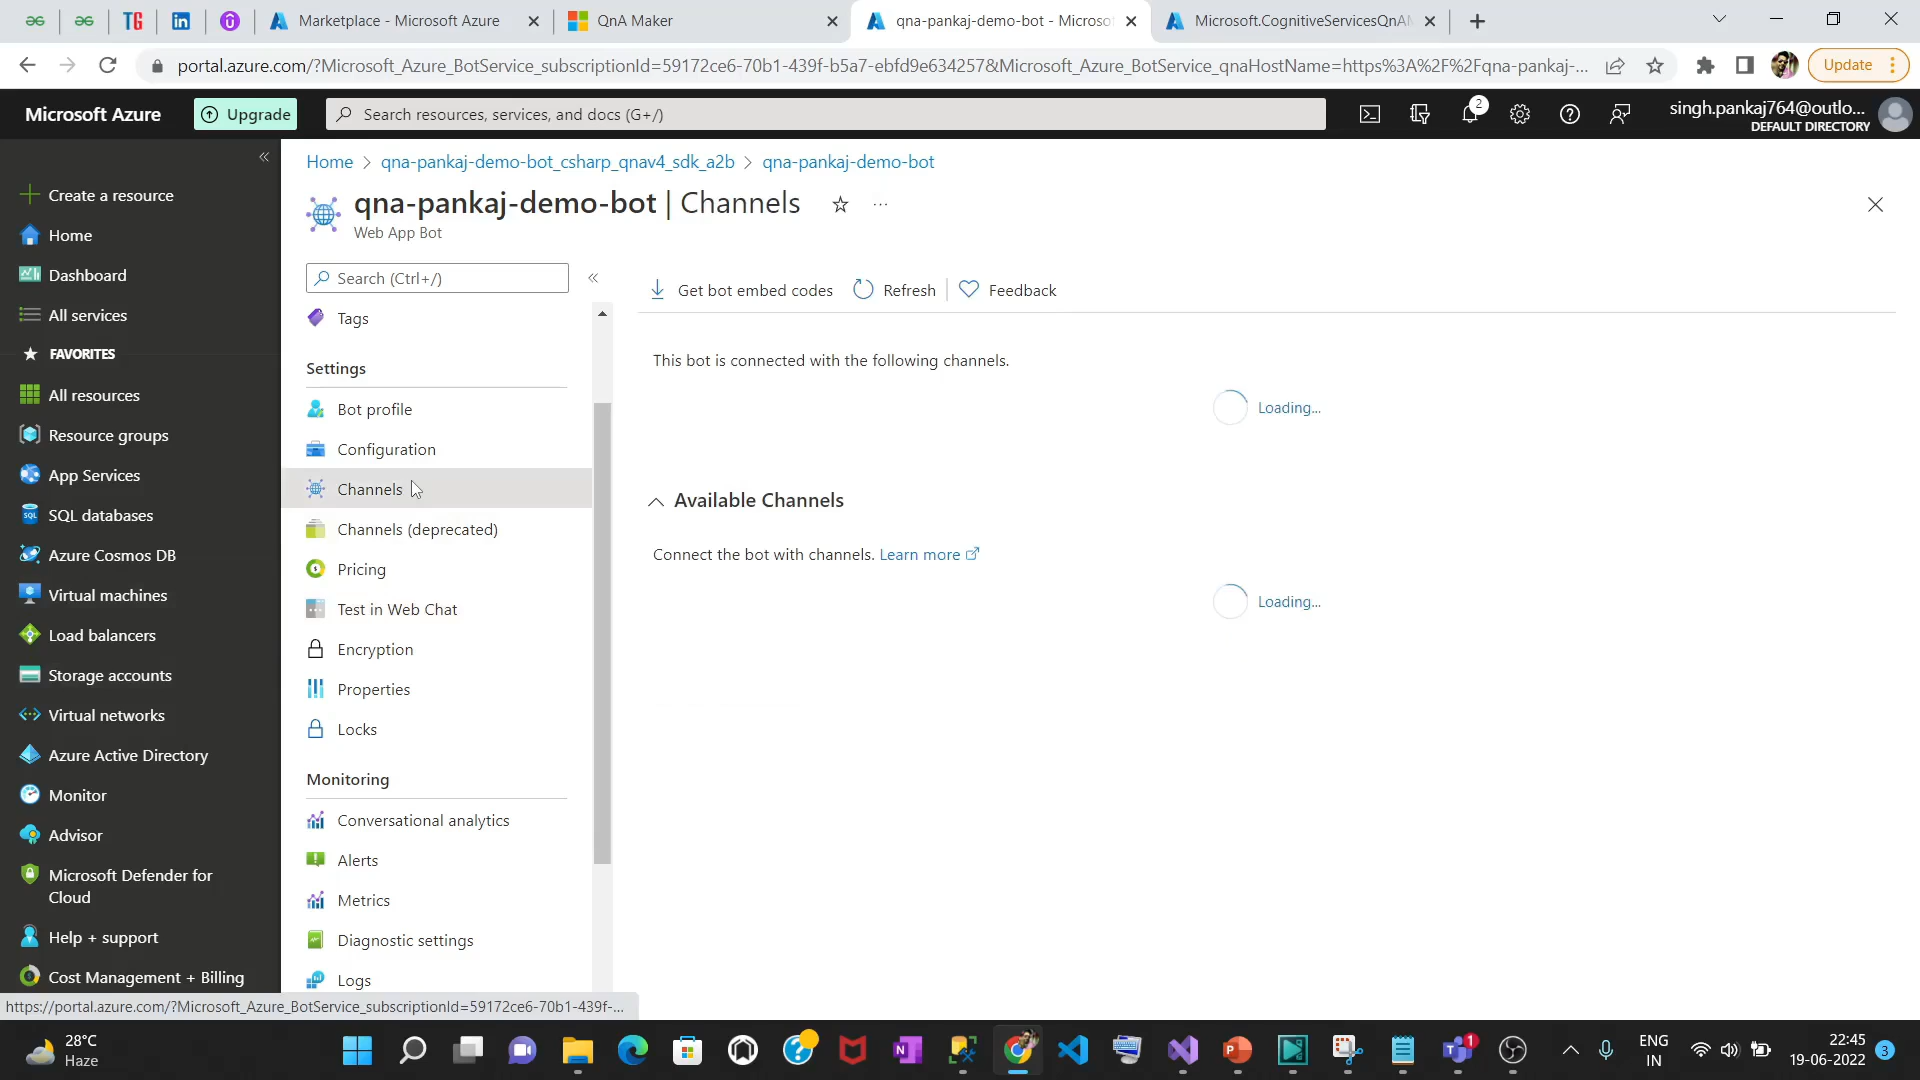 Marketplace - Microsoft Azure
QnA Maker
qna-pankaj-demo-bot - Microso
Microsoft.CognitiveServicesQnAM
TG
portal.azure.com/?Microsoft_Azure_BotService_subscriptionId=59172ce6-70b1-439f-b5a7-ebfd9e634257&Microsoft_Azure_BotService_qnaHostName=https%3A%2F%2Fqna-pankaj-...
Update
Microsoft Azure
Upgrade
Search resources, services, and docs (G+/)
2
singh.pankaj764@outlo...
DEFAULT DIRECTORY
Create a resource
Home
Dashboard
All services
FAVORITES
All resources
Resource groups
App Services
SQL databases
Azure Cosmos DB
Virtual machines
Load balancers
Storage accounts
Virtual networks
Azure Active Directory
Monitor
Advisor
Microsoft Defender for
Cloud
Help + support
Cost Management + Billing
Home > qna-pankaj-demo-bot_csharp_qnav4_sdk_a2b > qna-pankaj-demo-bot
qna-pankaj-demo-bot | Channels
Web App Bot
Search (Ctrl+/)
Tags
Settings
Bot profile
Configuration
Channels
Channels (deprecated)
Pricing
Test in Web Chat
Encryption
Properties
Locks
Monitoring
Conversational analytics
Alerts
Metrics
Diagnostic settings
Logs
Get bot embed codes
Refresh
Feedback
This bot is connected with the following channels.
Loading...
Available Channels
Connect the bot with channels. Learn more
Loading...
https://portal.azure.com/?Microsoft_Azure_BotService_subscriptionId=59172ce6-70b1-439f-...
28°C
Haze
1
ENG
IN
22:45
19-06-2022
3